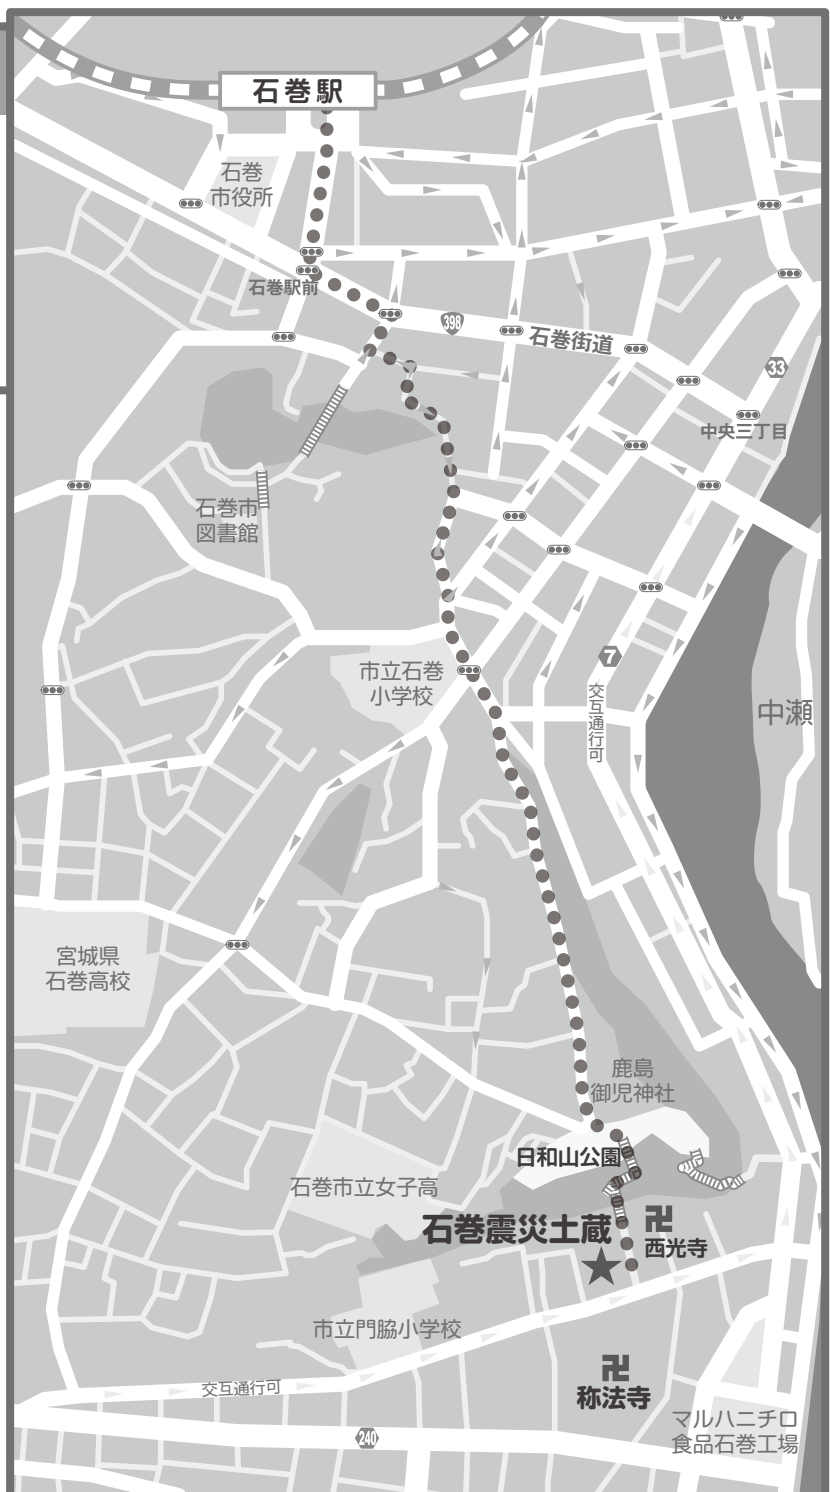 石巻駅
石巻
市役所
石巻駅前
398
石巻街道
33
中央三丁目
石巻市
図書館
市立石巻
小学校
7
交互通行可
中瀬
宮城県
石巻高校
鹿島
御児神社
日和山公園
石巻市立女子高
石巻震災土蔵
卍
西光寺
★
市立門脇小学校
卍
称法寺
交互通行可
マルハニチロ
食品石巻工場
240